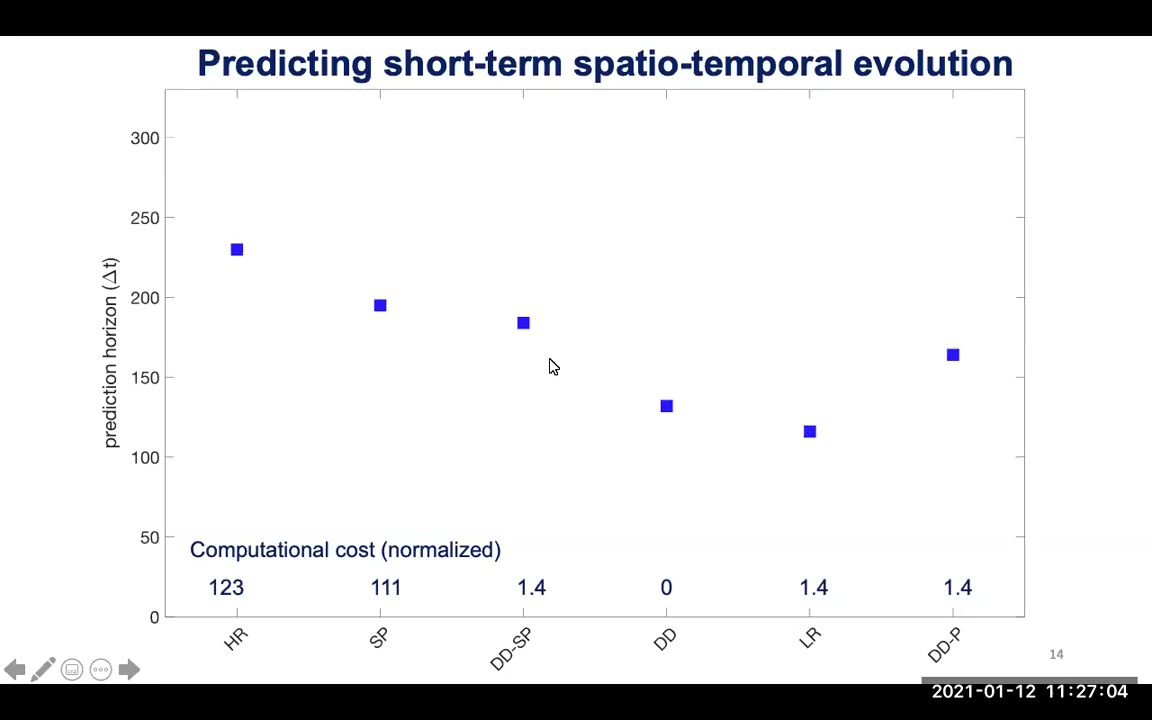 Predicting short-term spatio-temporal evolution
300
250
200
150
100
50
0
prediction horizon (Δt)
Computational cost (normalized)
123 111 1.4 0 1.4 1.4
HR SP DD-SP DD LR DD-P
14
2021-01-12 11:27:04